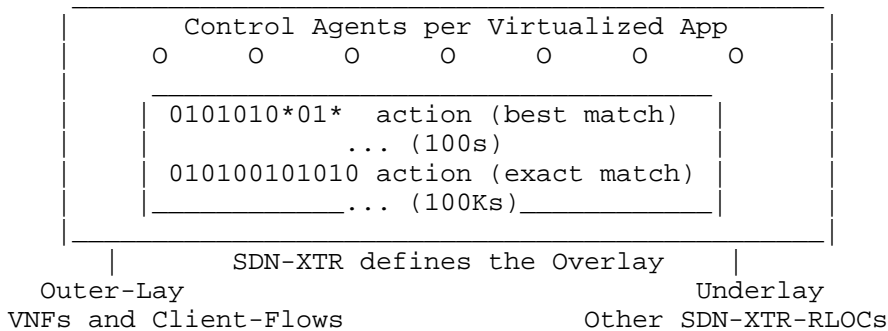 Control Agents per Virtualized App
O O O O O O O
0101010*01* action (best match)
... (100s)
010100101010 action (exact match)
... (100Ks)
SDN-XTR defines the Overlay
Outer-Lay Underlay
VNFs and Client-Flows Other SDN-XTR-RLOCs